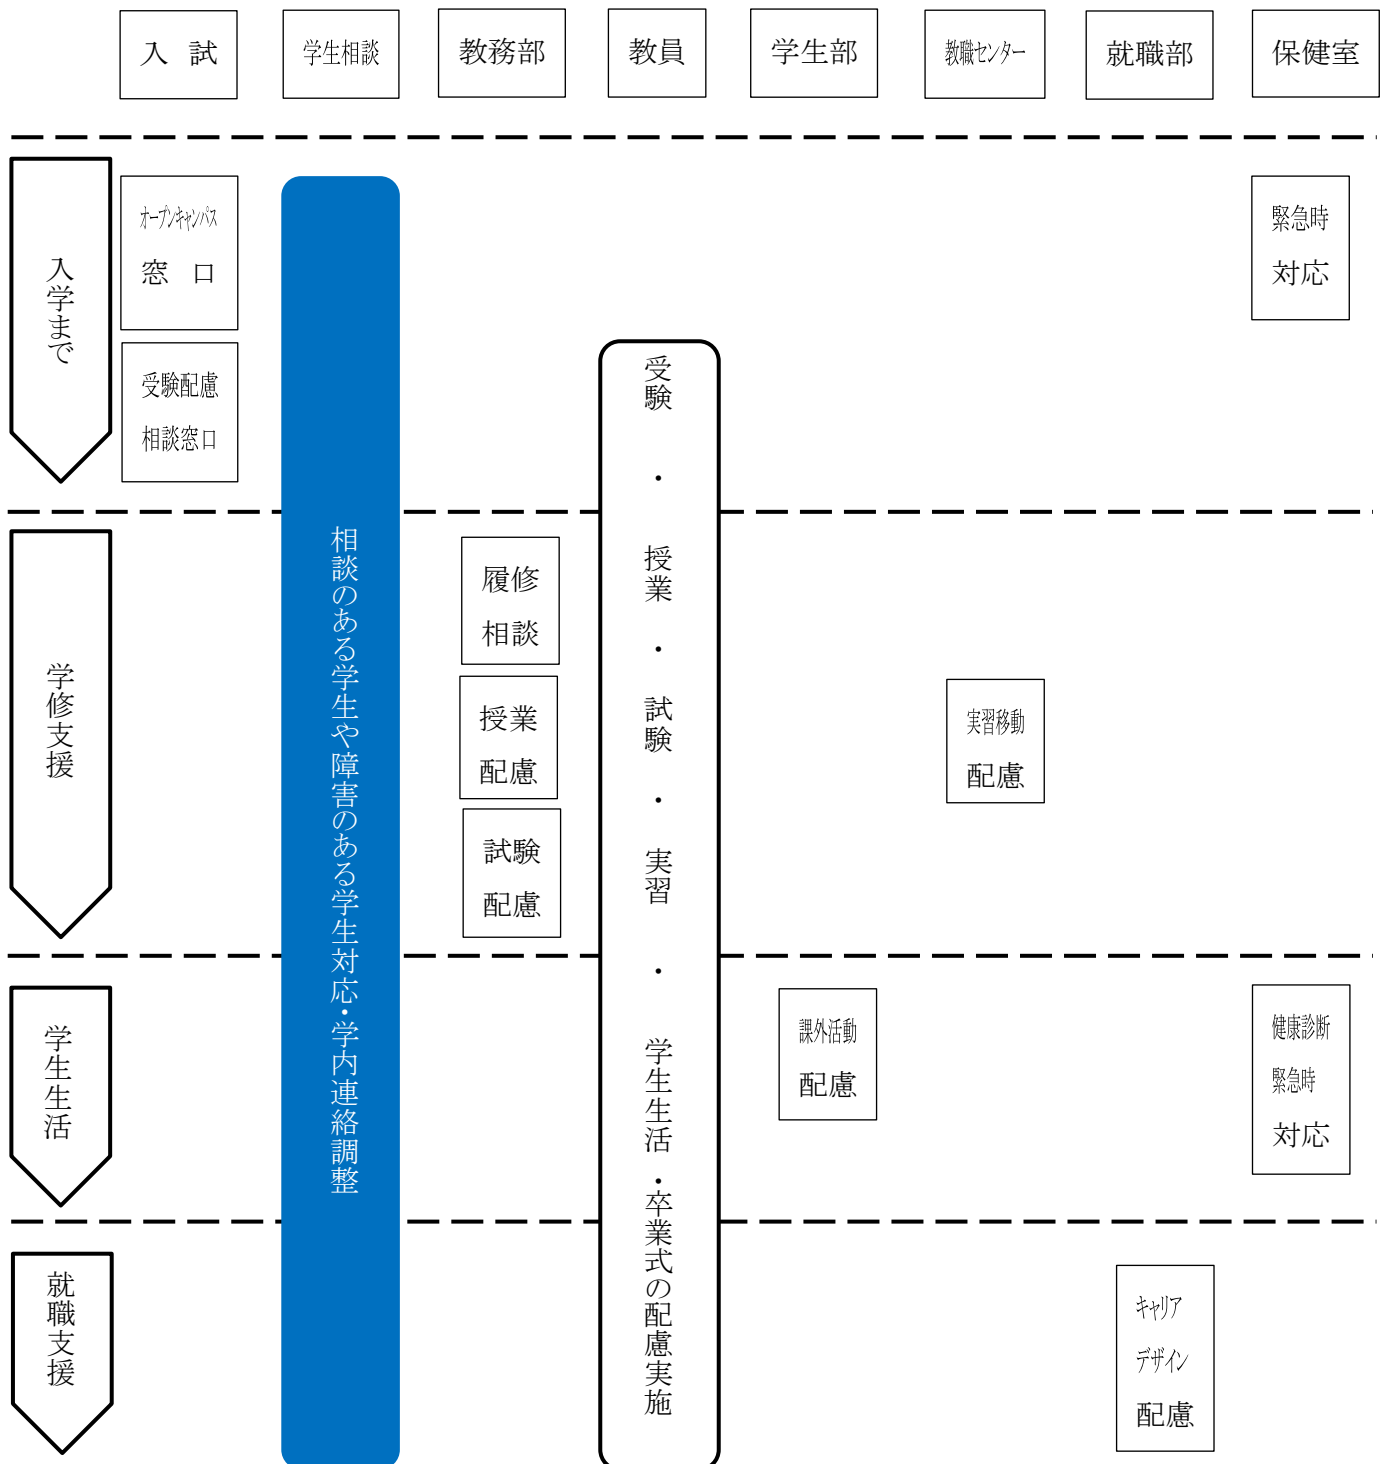 入 試
学生相談
教務部
教員
学生部
教職センター
就職部
保健室
入学まで
オープンキャンパス
窓 口
受験配慮
相談窓口
緊急時
対応
相談のある学生や障害のある学生対応・学内連絡調整
受験・授業・試験・実習・学生生活・卒業式の配慮実施
学修支援
履修
相談
授業
配慮
試験
配慮
実習移動
配慮
学生生活
課外活動
配慮
健康診断
緊急時
対応
就職支援
キャリア
デザイン
配慮